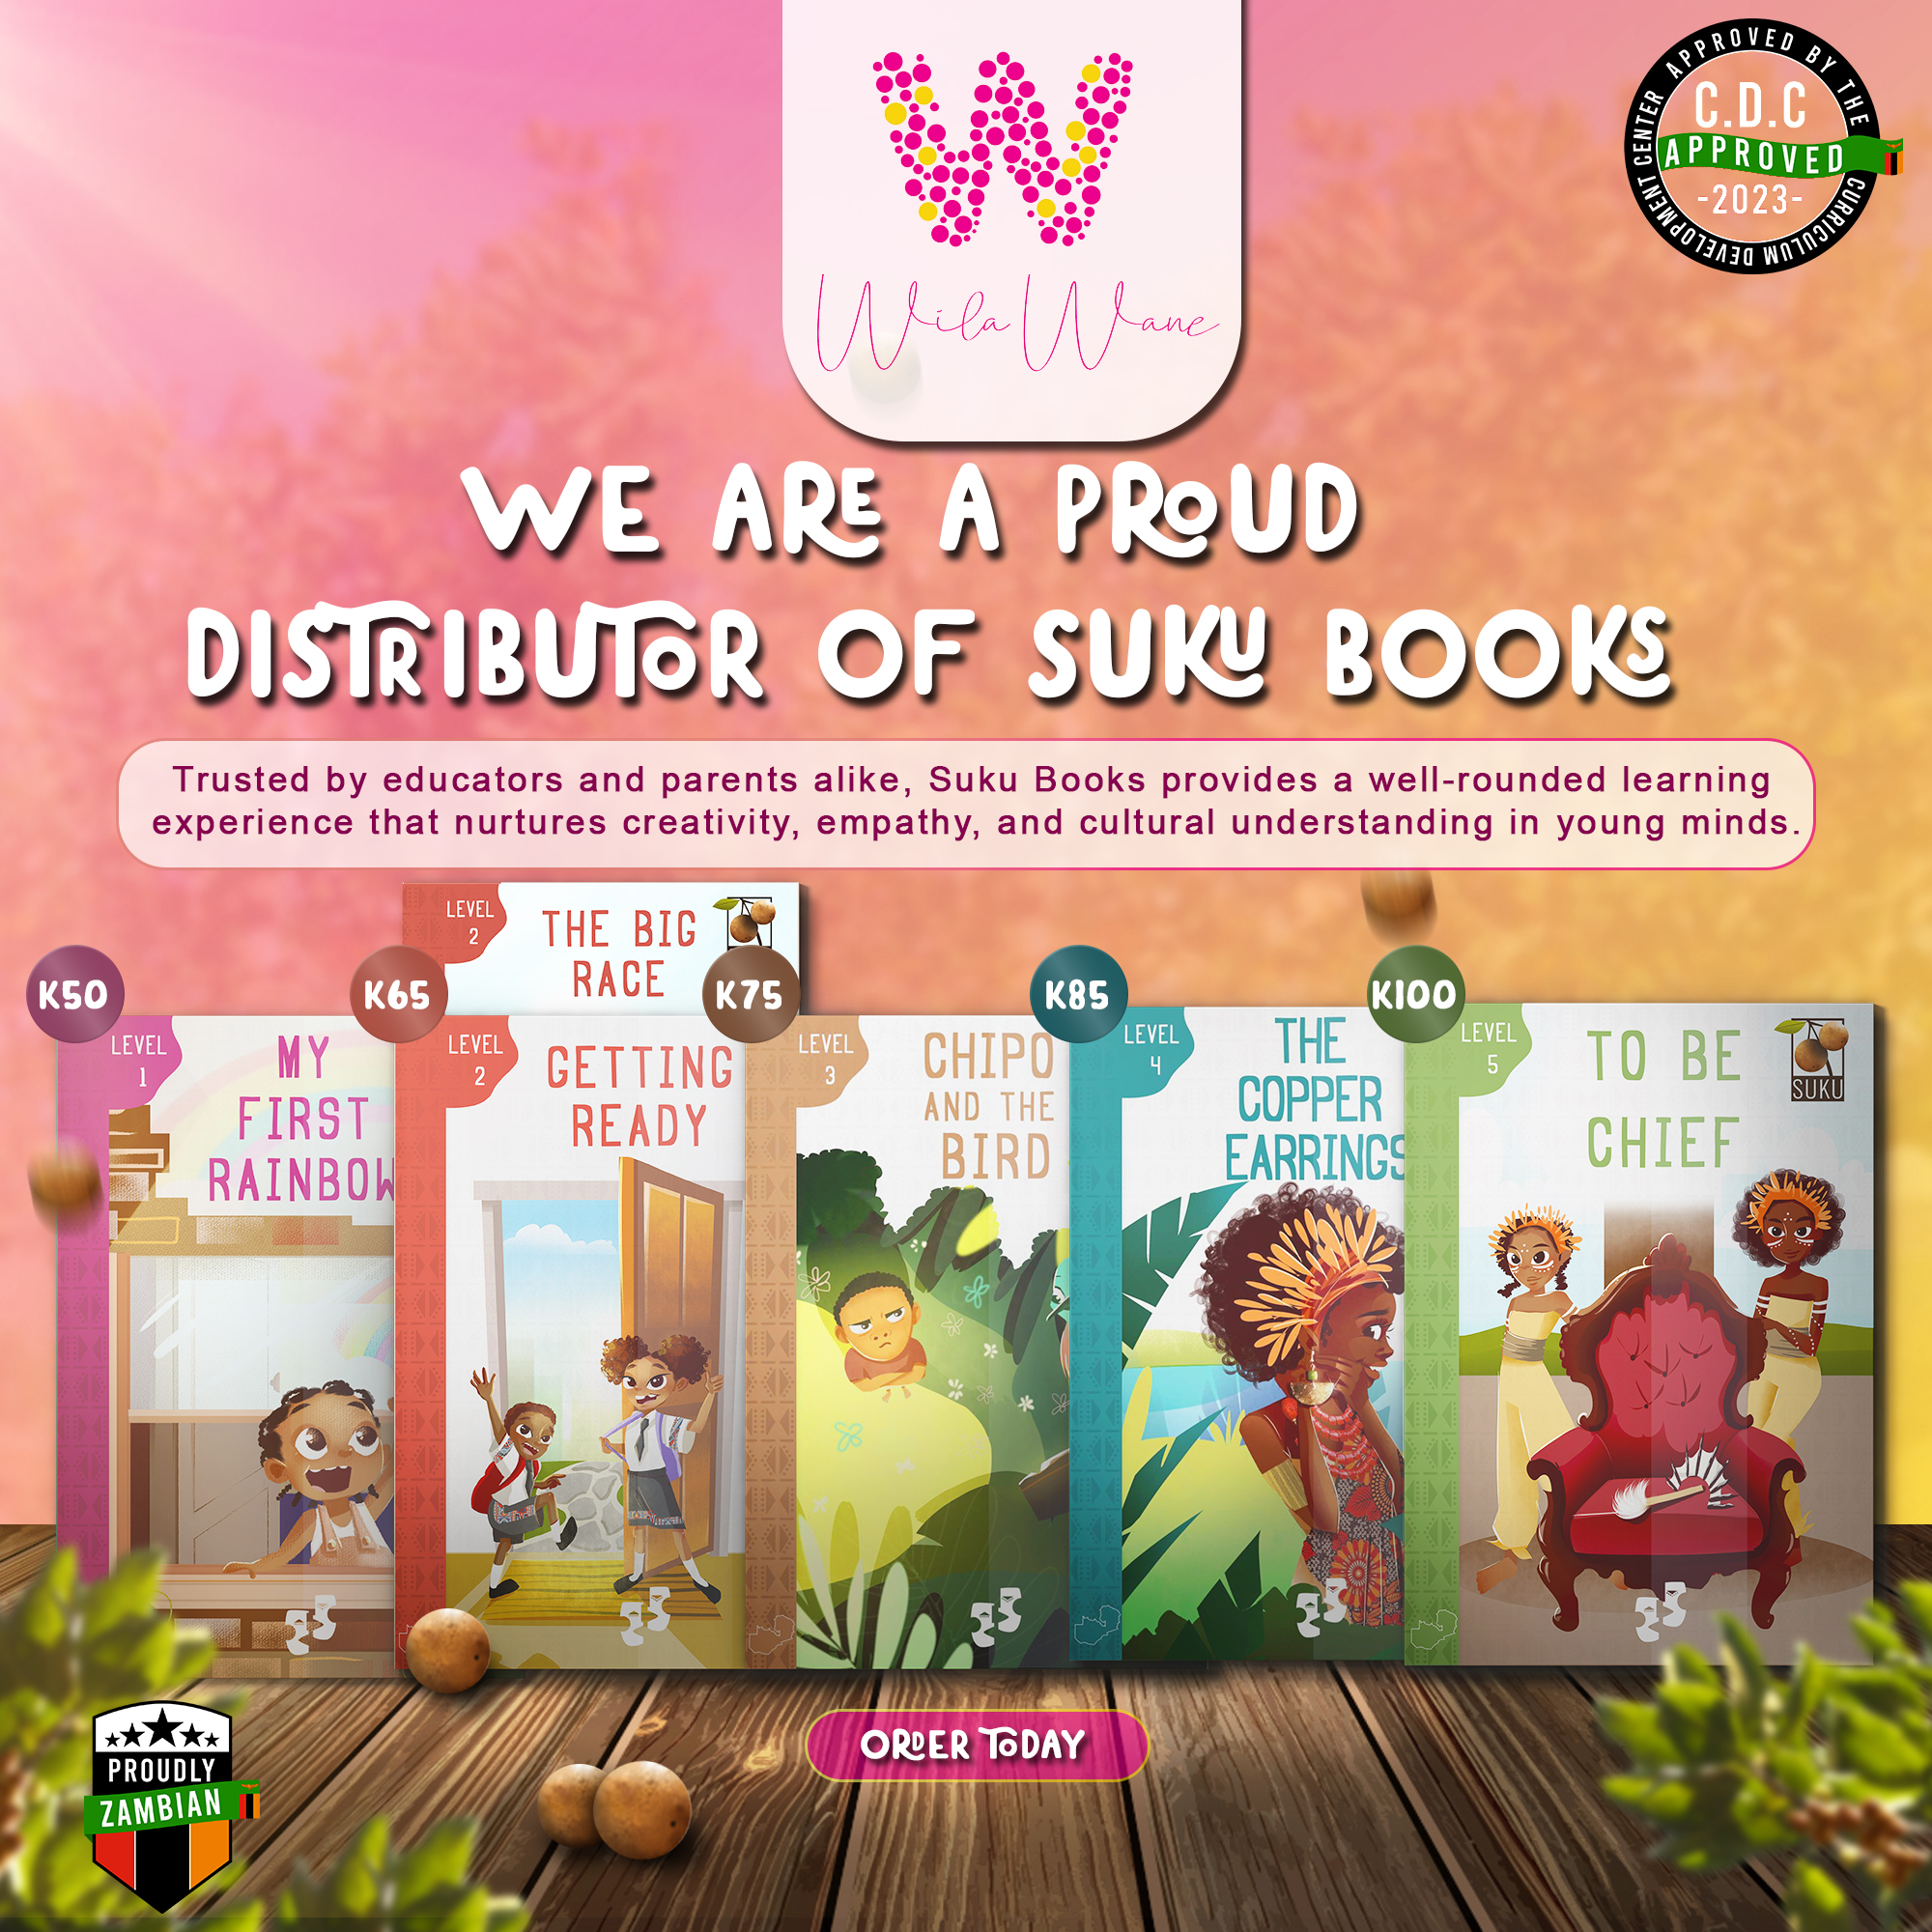 W
Wila Wane
APPROVED BY THE
CURRICULUM DEVELOPMENT CENTER
C.D.C
APPROVED
-2023-
WE ARE A PROUD
DISTRIBUTOR OF SUKU BOOKS
Trusted by educators and parents alike, Suku Books provides a well-rounded learning
experience that nurtures creativity, empathy, and cultural understanding in young minds.
K50
LEVEL
1
MY
FIRST
RAINBOW
LEVEL
2
THE BIG
RACE
K65
LEVEL
2
GETTING
READY
K75
LEVEL
3
CHIPO
AND THE
BIRD
K85
LEVEL
4
THE
COPPER
EARRINGS
K100
LEVEL
5
TO BE
CHIEF
SUKU
ORDER TODAY
PROUDLY
ZAMBIAN